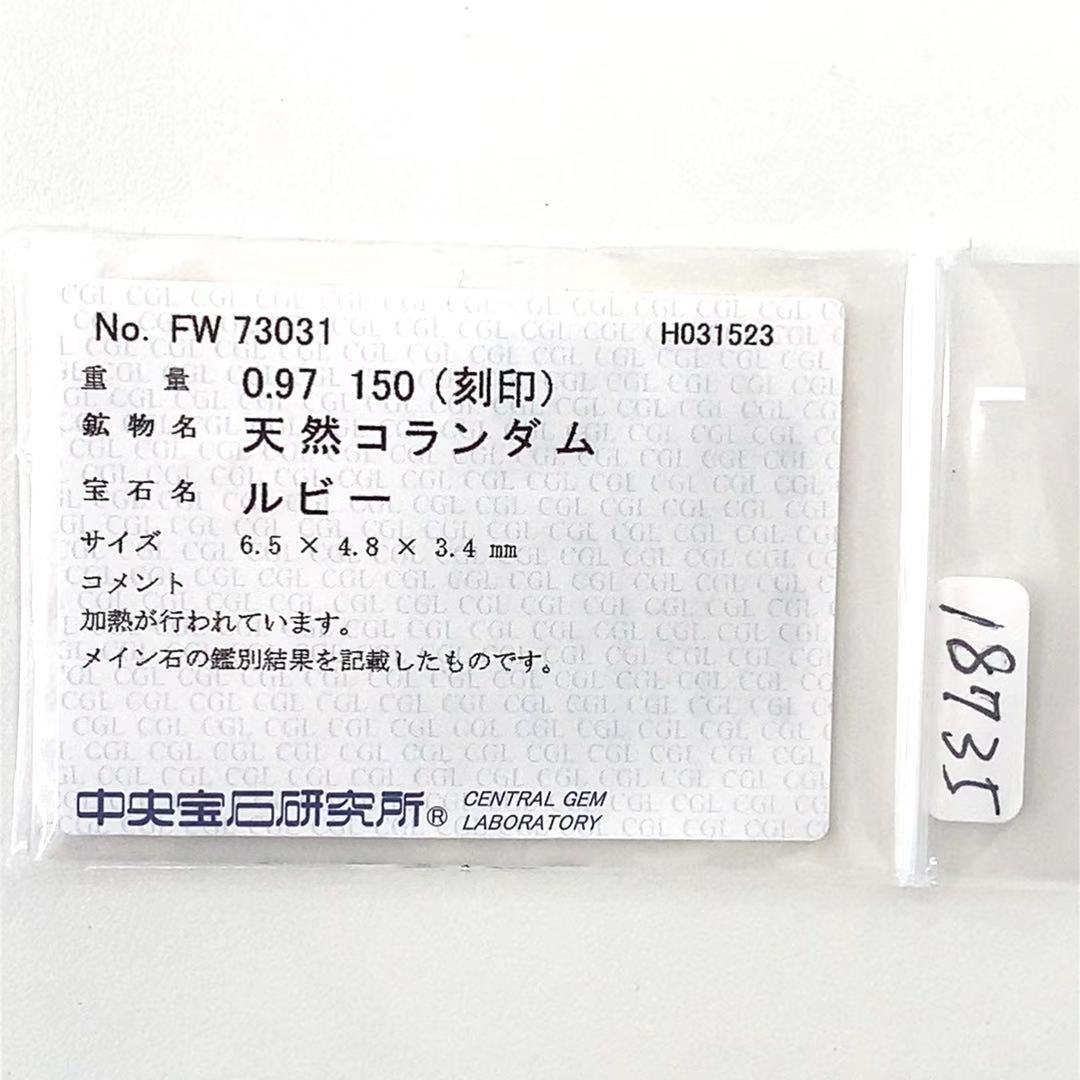 No. FW 73031 H031523
重量 0.97 150 (刻印)
鉱物名 天然コランダム
宝石名 ルビー
サイズ 6.5 × 4.8 × 3.4 mm
コメント
加熱が行われています。
メイン石の鑑別結果を記載したものです。
中央宝石研究所® CENTRAL GEM
LABORATORY
18735